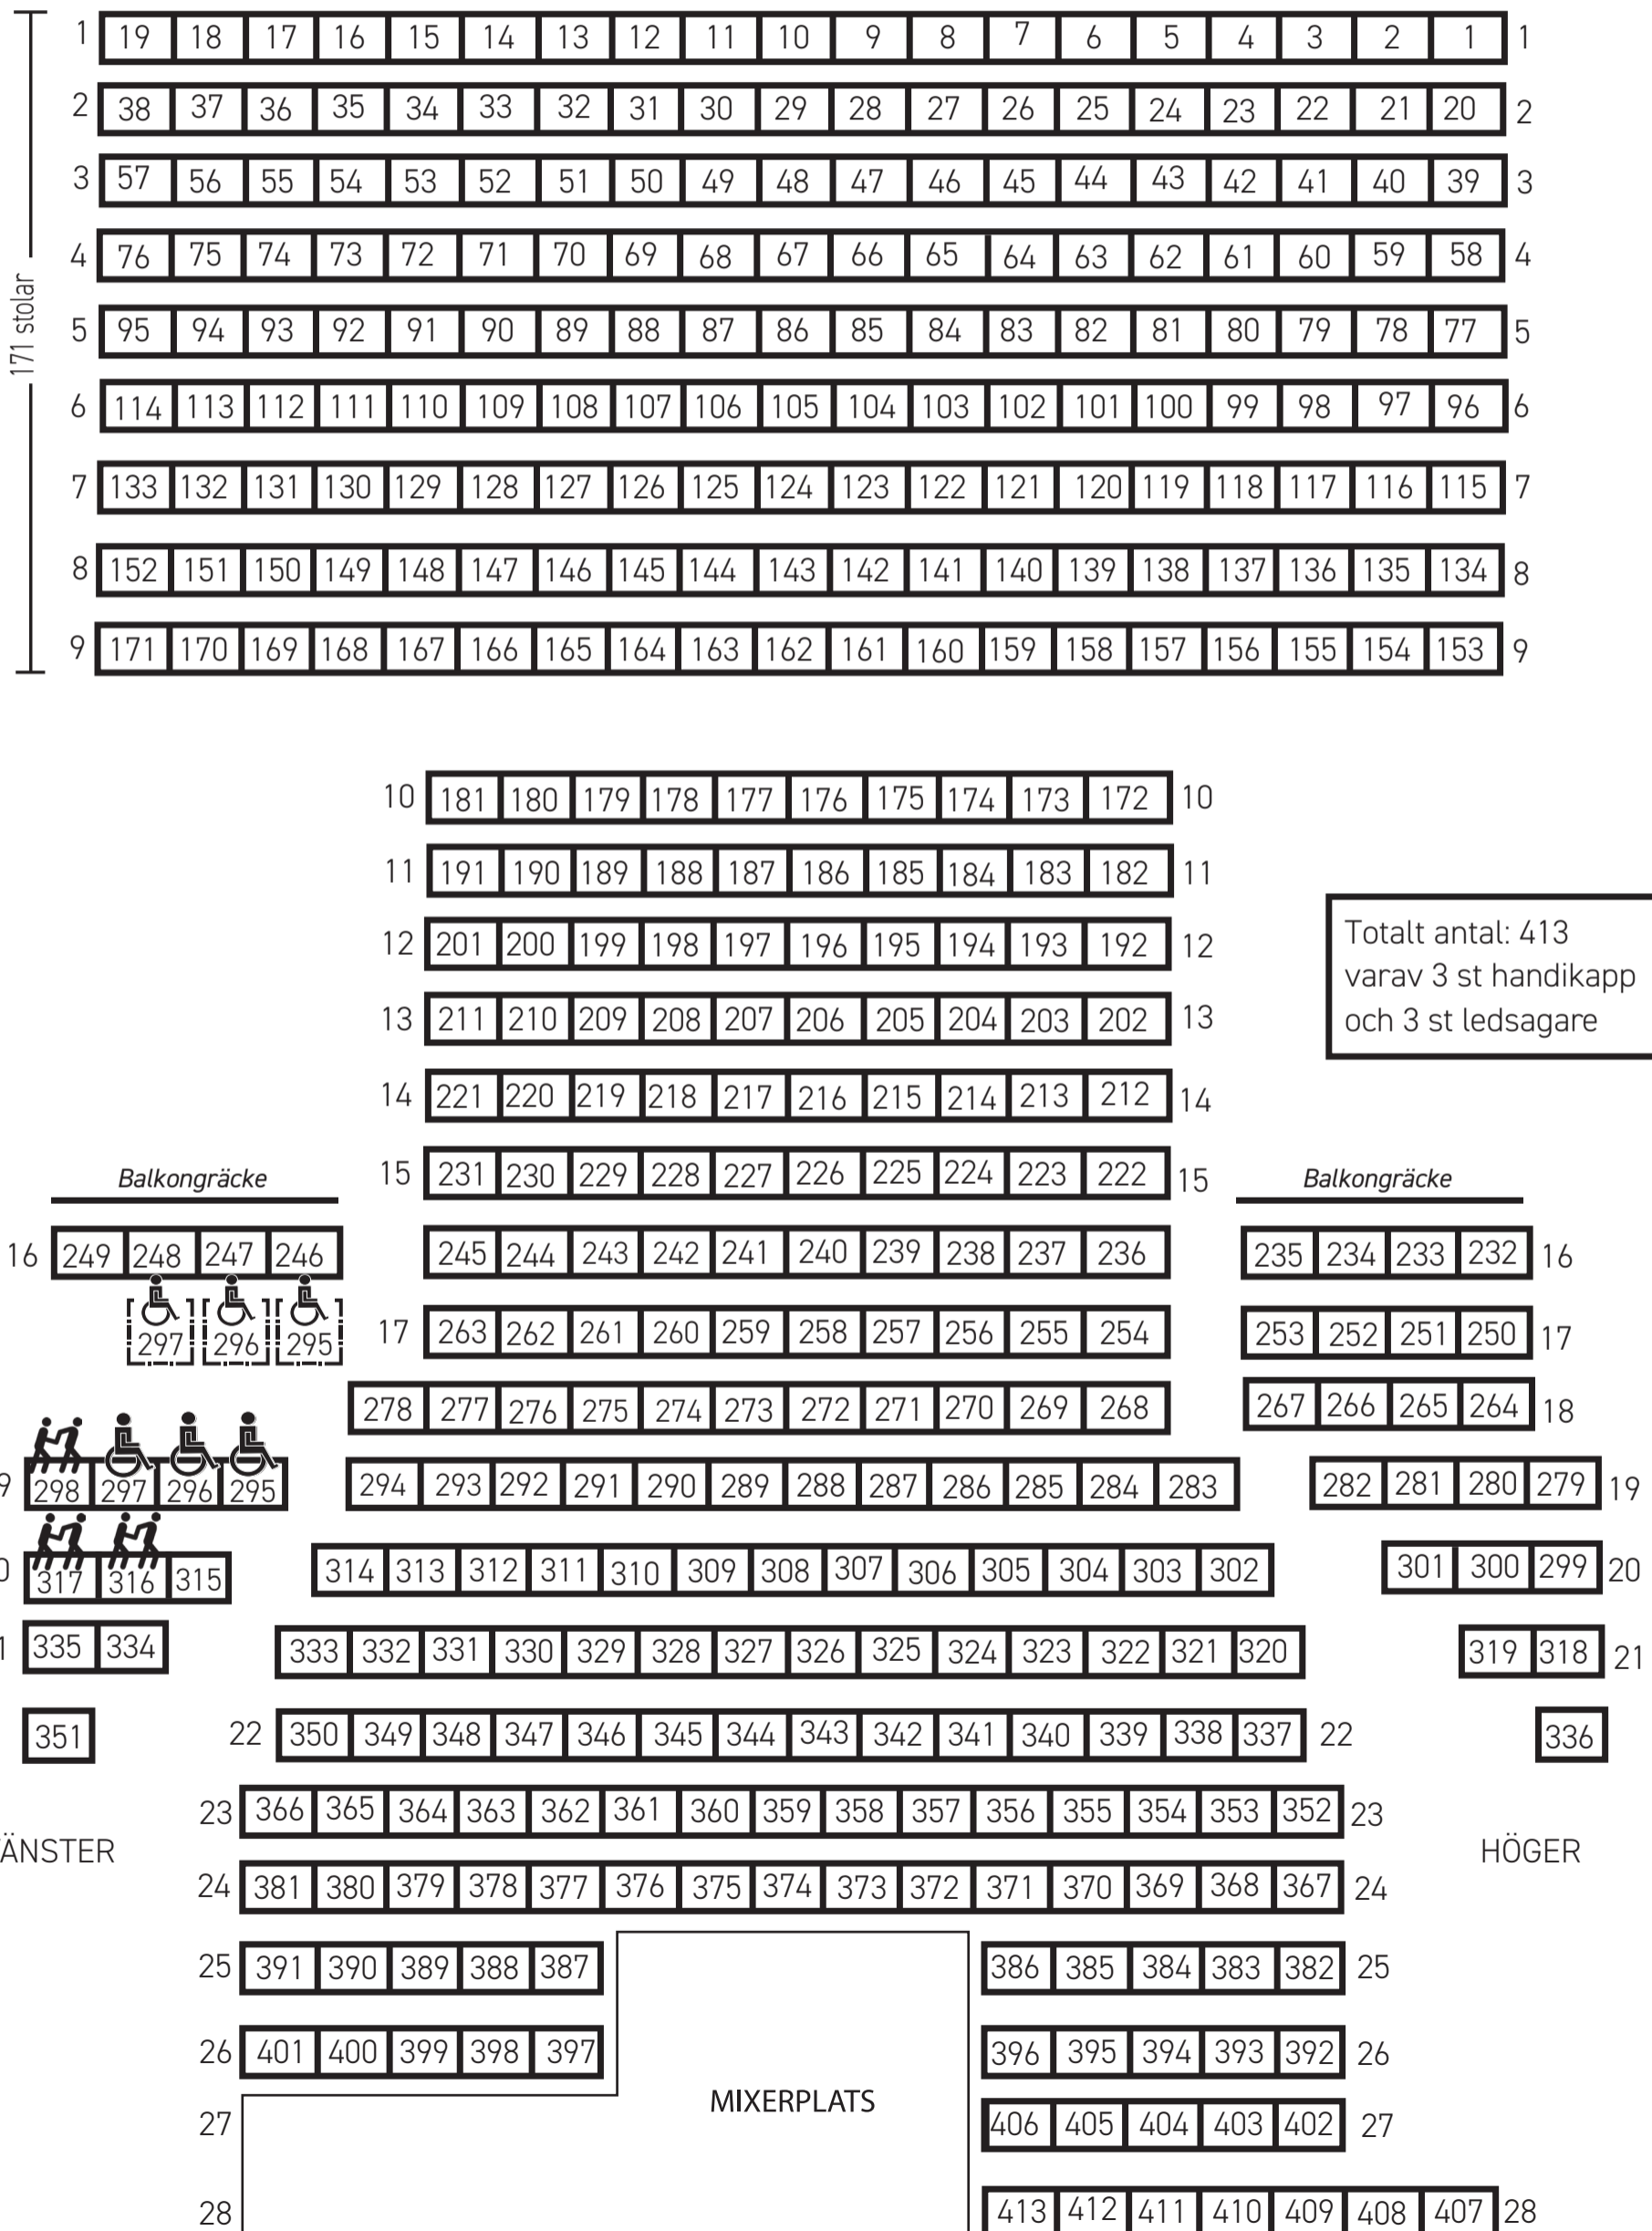 1 19 18 17 16 15 14 13 12 11 10 9 8 7 6 5 4 3 2 1 1
2 38 37 36 35 34 33 32 31 30 29 28 27 26 25 24 23 22 21 20 2
3 57 56 55 54 53 52 51 50 49 48 47 46 45 44 43 42 41 40 39 3
4 76 75 74 73 72 71 70 69 68 67 66 65 64 63 62 61 60 59 58 4
171 stolar
5 95 94 93 92 91 90 89 88 87 86 85 84 83 82 81 80 79 78 77 5
6 114 113 112 111 110 109 108 107 106 105 104 103 102 101 100 99 98 97 96 6
7 133 132 131 130 129 128 127 126 125 124 123 122 121 120 119 118 117 116 115 7
8 152 151 150 149 148 147 146 145 144 143 142 141 140 139 138 137 136 135 134 8
9 171 170 169 168 167 166 165 164 163 162 161 160 159 158 157 156 155 154 153 9
10 181 180 179 178 177 176 175 174 173 172 10
11 191 190 189 188 187 186 185 184 183 182 11
12 201 200 199 198 197 196 195 194 193 192 12
Totalt antal: 413
varav 3 st handikapp
och 3 st ledsagare
13 211 210 209 208 207 206 205 204 203 202 13
14 221 220 219 218 217 216 215 214 213 212 14
15 231 230 229 228 227 226 225 224 223 222 15
Balkongräcke
Balkongräcke
16 249 248 247 246 245 244 243 242 241 240 239 238 237 236 235 234 233 232 16
297 296 295 17 263 262 261 260 259 258 257 256 255 254 253 252 251 250 17
278 277 276 275 274 273 272 271 270 269 268 267 266 265 264 18
9 298 297 296 295 294 293 292 291 290 289 288 287 286 285 284 283 282 281 280 279 19
0 317 316 315 314 313 312 311 310 309 308 307 306 305 304 303 302 301 300 299 20
1 335 334 333 332 331 330 329 328 327 326 325 324 323 322 321 320 319 318 21
351 22 350 349 348 347 346 345 344 343 342 341 340 339 338 337 22 336
23 366 365 364 363 362 361 360 359 358 357 356 355 354 353 352 23
ÄNSTER
HÖGER
24 381 380 379 378 377 376 375 374 373 372 371 370 369 368 367 24
25 391 390 389 388 387 386 385 384 383 382 25
26 401 400 399 398 397 396 395 394 393 392 26
MIXERPLATS
27 406 405 404 403 402 27
28 413 412 411 410 409 408 407 28